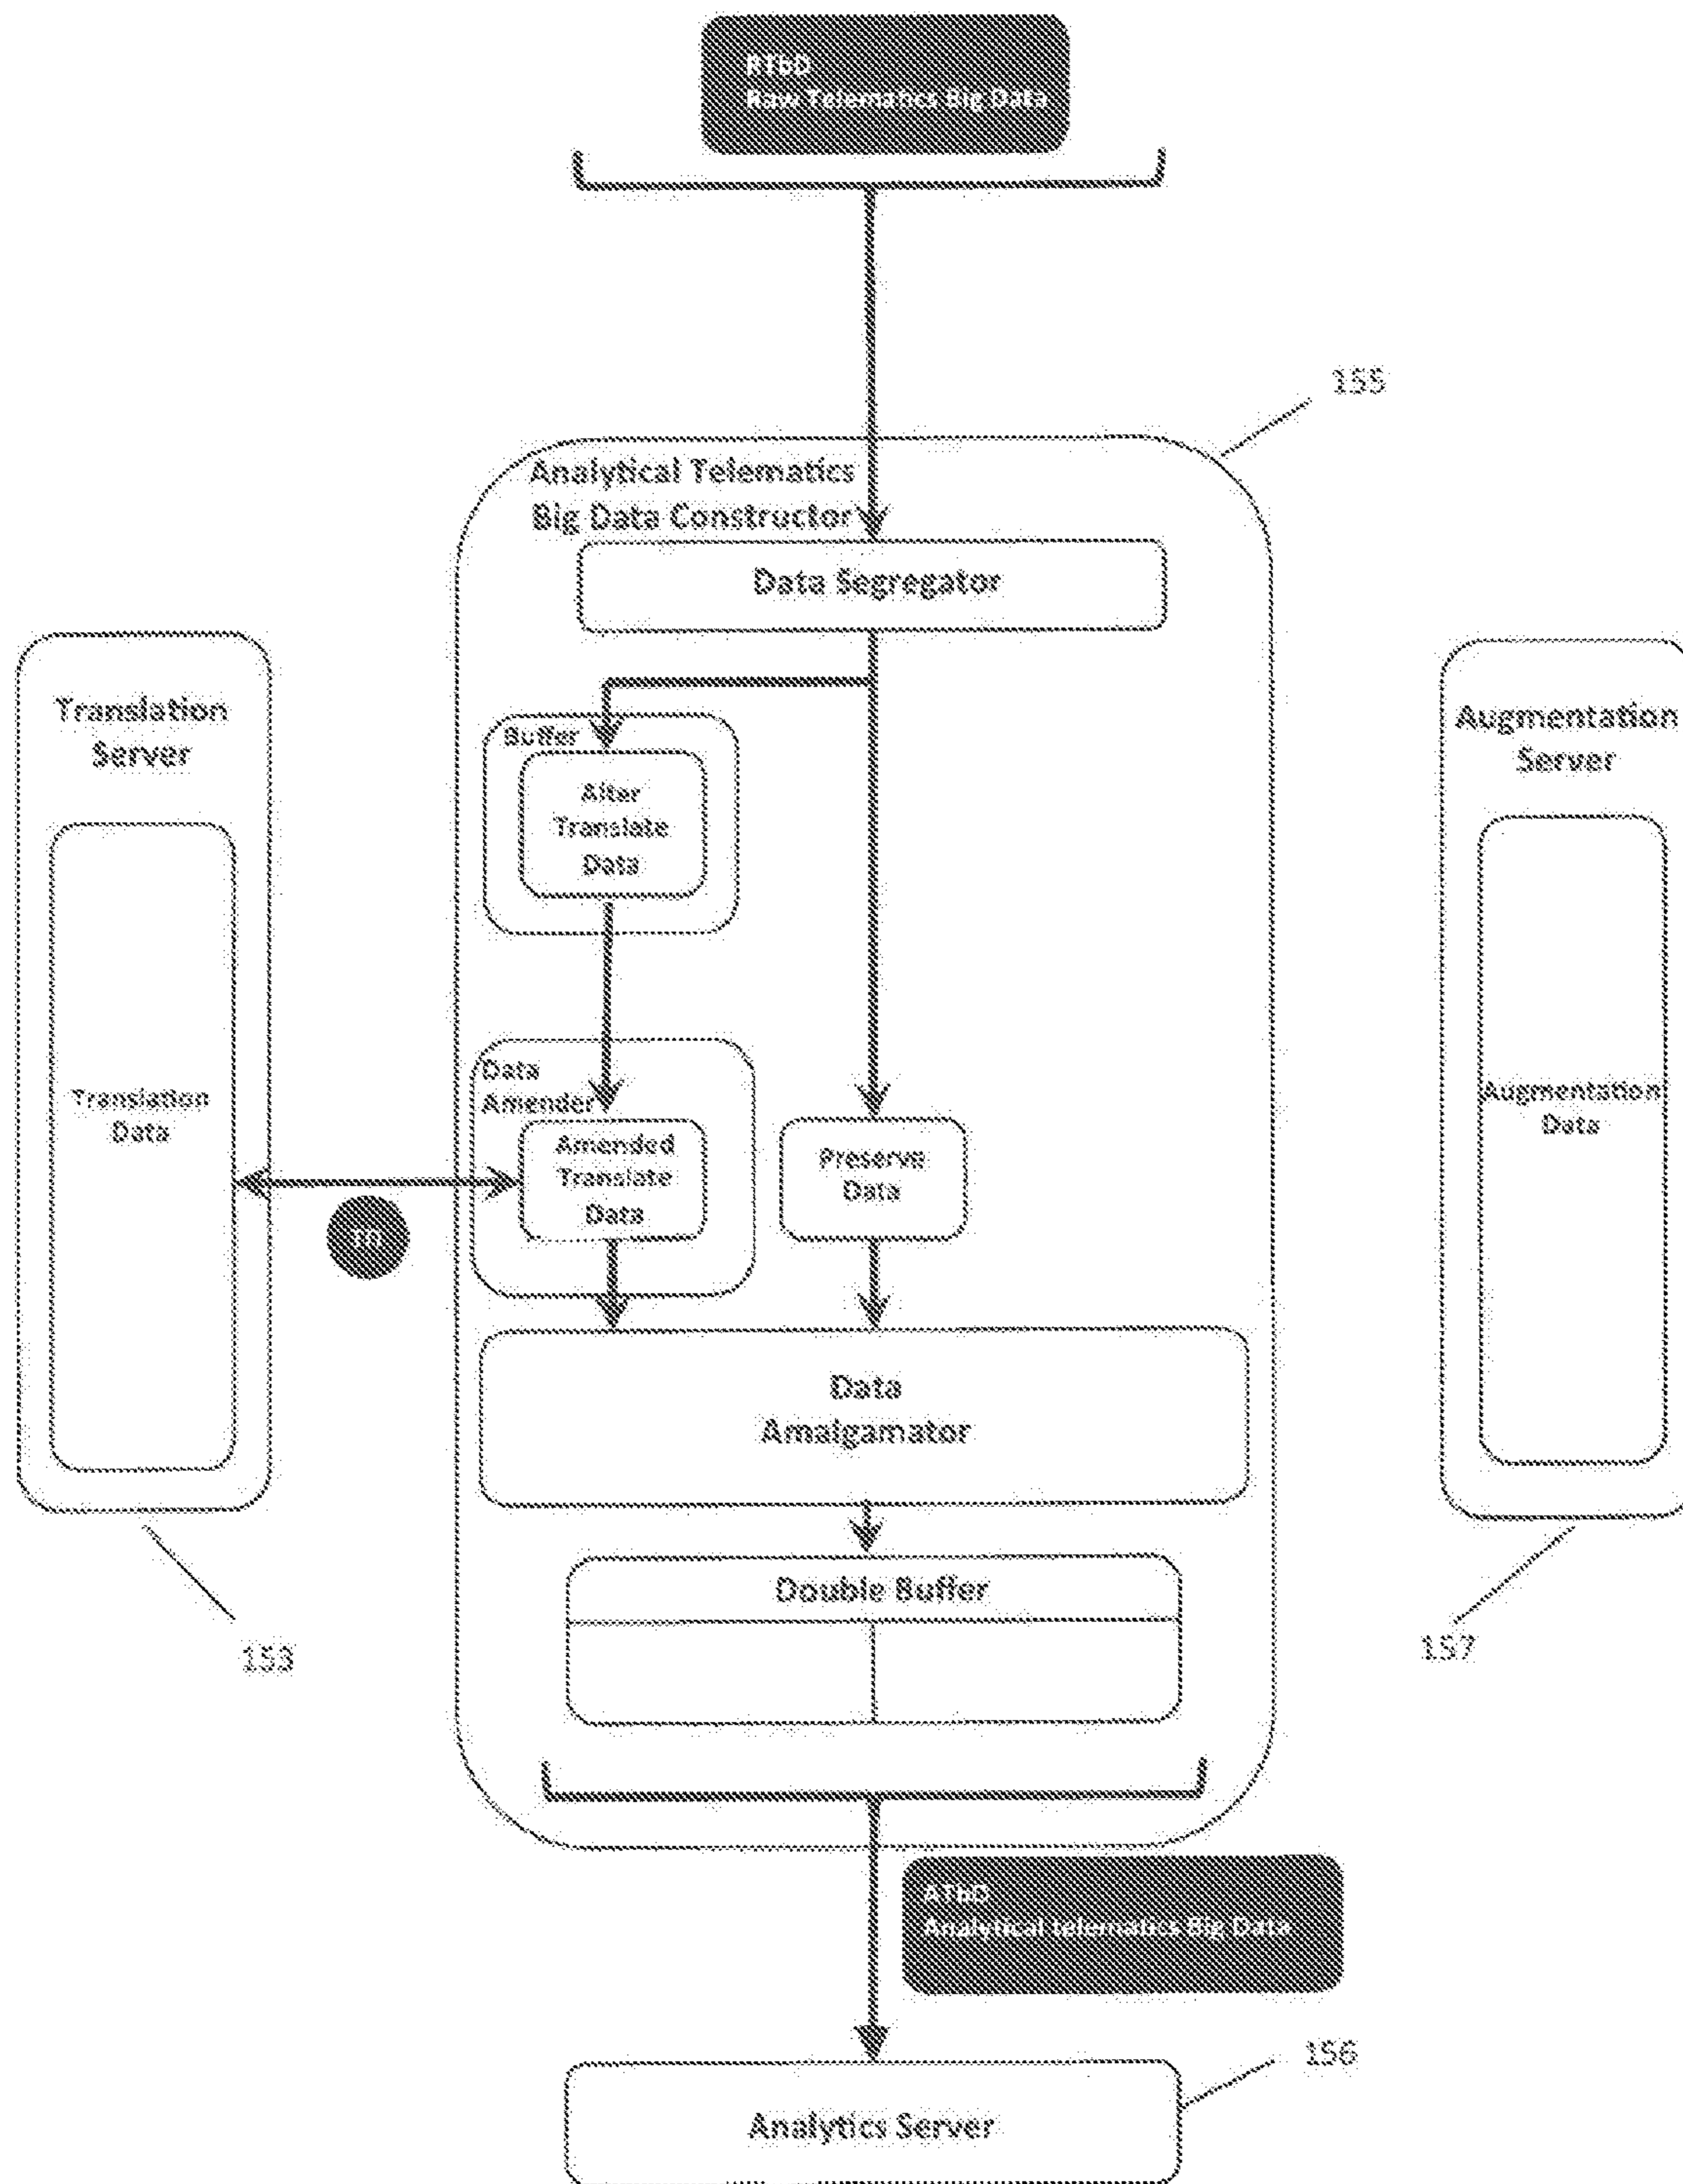 RTbD
Raw Telematics Big Data
155
Analytical Telematics
Big Data Constructor
Data Segregator
Translation
Server
Buffer
Alter
Translate
Data
Augmentation
Server
Translation
Data
Data
Amender
Amended
Translate
Data
Preserve
Data
Augmentation
Data
10
Data
Amalgamator
Double Buffer
153
157
ATbD
Analytical telematics Big Data
156
Analytics Server